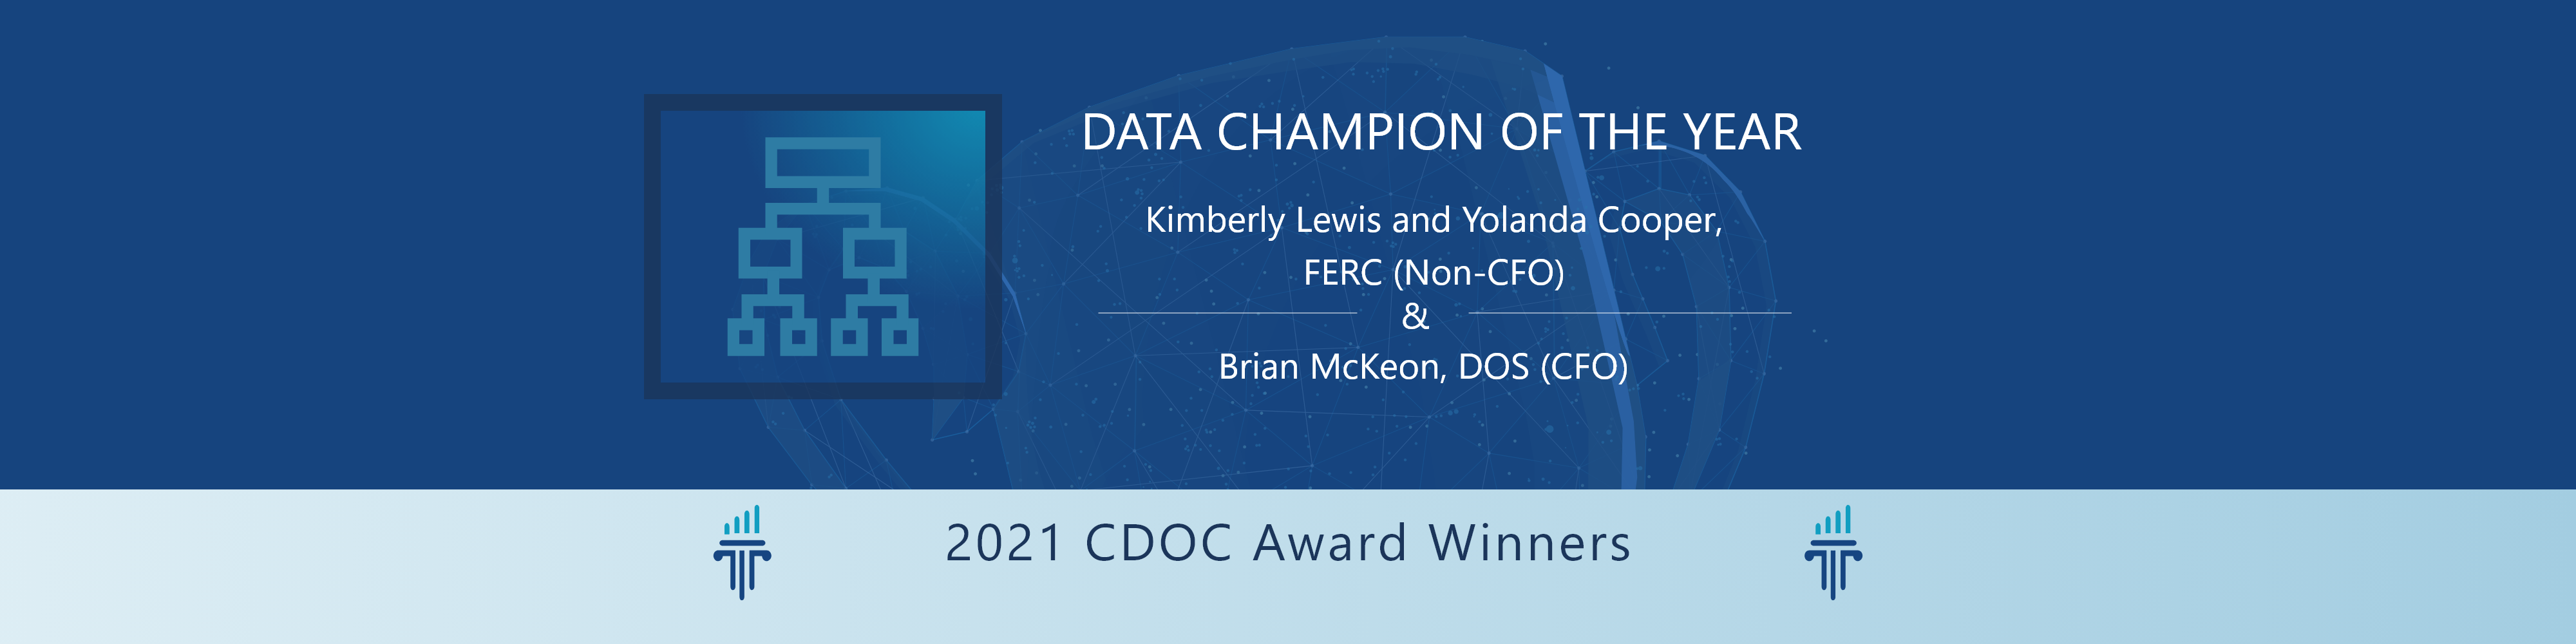 DATA CHAMPION OF THE YEAR
Kimberly Lewis and Yolanda Cooper,
FERC (Non-CFO)
&
Brian McKeon, DOS (CFO)
2021 CDOC Award Winners